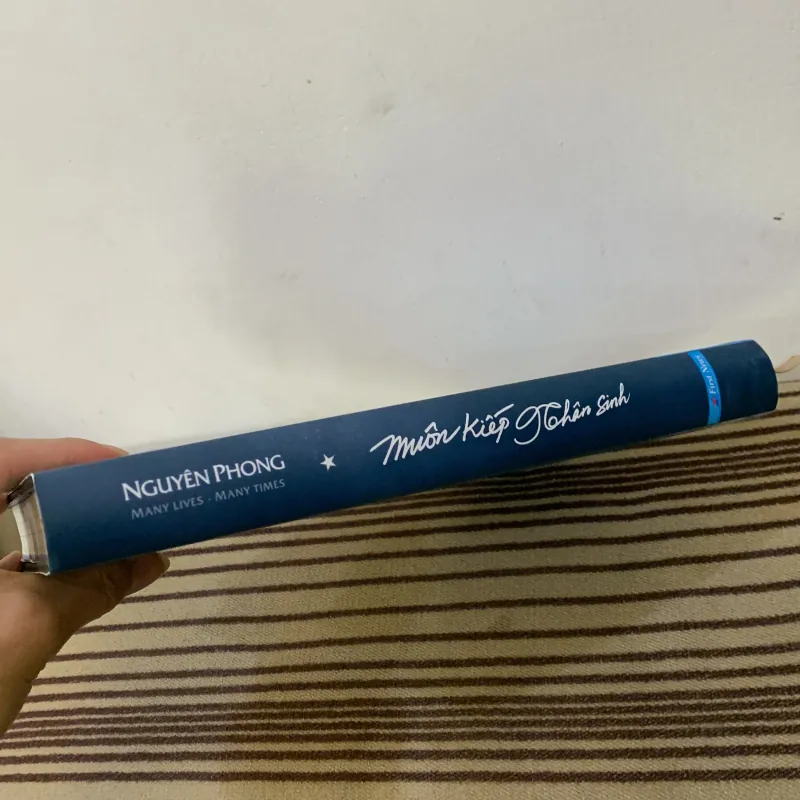 NGUYÊN PHONG
MANY LIVES - MANY TIMES
Muôn Kiếp Nhân Sinh
First News